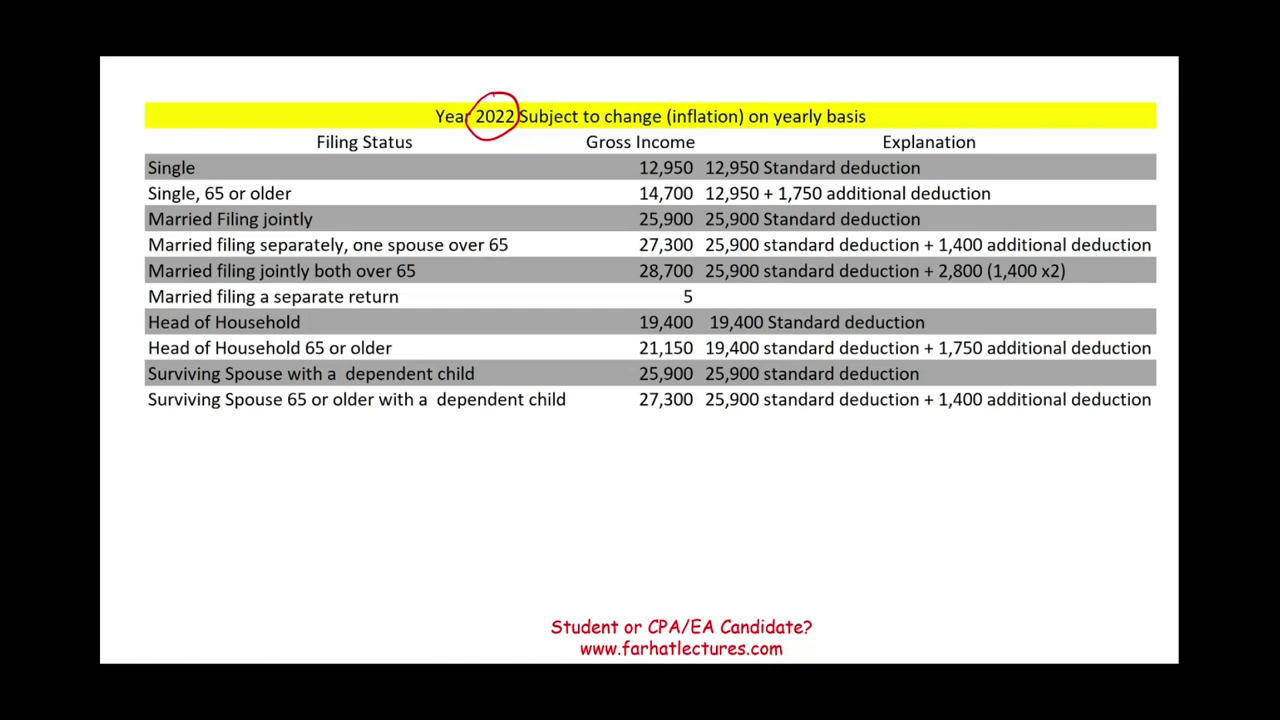 Year 2022 Subject to change (inflation) on yearly basis
Filing Status Gross Income Explanation
Single 12,950 12,950 Standard deduction
Single, 65 or older 14,700 12,950 + 1,750 additional deduction
Married Filing jointly 25,900 25,900 Standard deduction
Married filing separately, one spouse over 65 27,300 25,900 standard deduction + 1,400 additional deduction
Married filing jointly both over 65 28,700 25,900 standard deduction + 2,800 (1,400 x2)
Married filing a separate return 5
Head of Household 19,400 19,400 Standard deduction
Head of Household 65 or older 21,150 19,400 standard deduction + 1,750 additional deduction
Surviving Spouse with a dependent child 25,900 25,900 standard deduction
Surviving Spouse 65 or older with a dependent child 27,300 25,900 standard deduction + 1,400 additional deduction
Student or CPA/EA Candidate?
www.farhatlectures.com